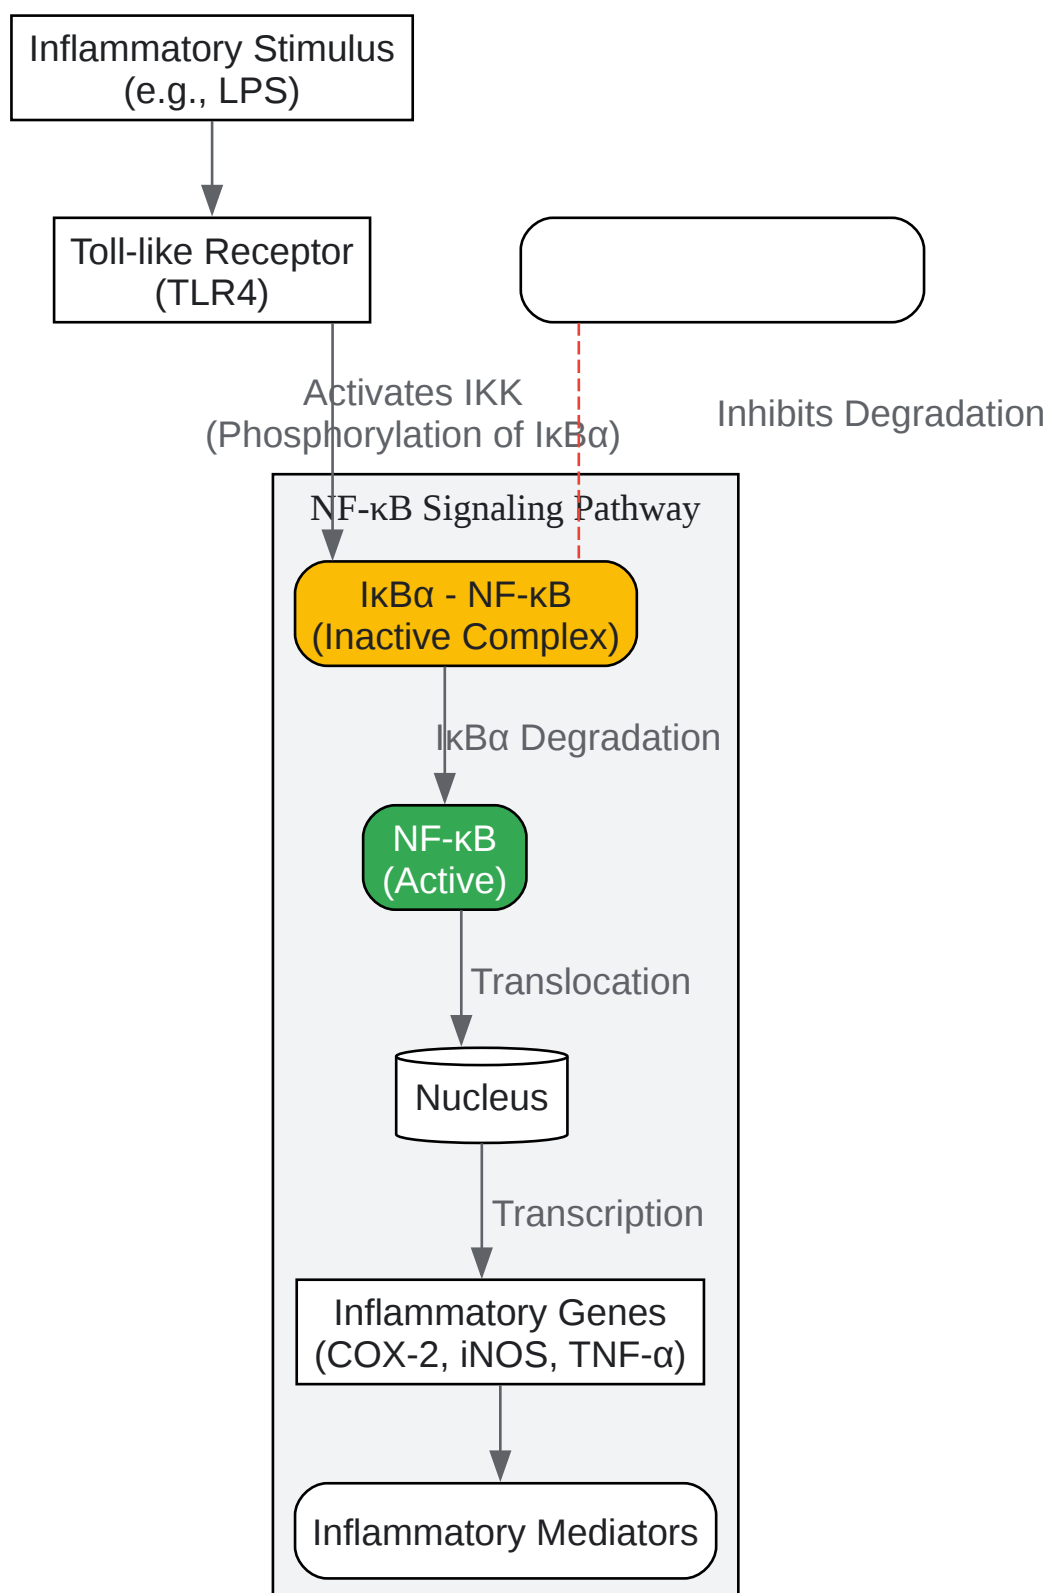 Inflammatory Stimulus
(e.g., LPS)
Toll-like Receptor
(TLR4)
Activates IKK
(Phosphorylation of IκBα)
Inhibits Degradation
NF-κB Signaling Pathway
IκBα - NF-κB
(Inactive Complex)
IκBα Degradation
NF-κB
(Active)
Translocation
Nucleus
Transcription
Inflammatory Genes
(COX-2, iNOS, TNF-α)
Inflammatory Mediators